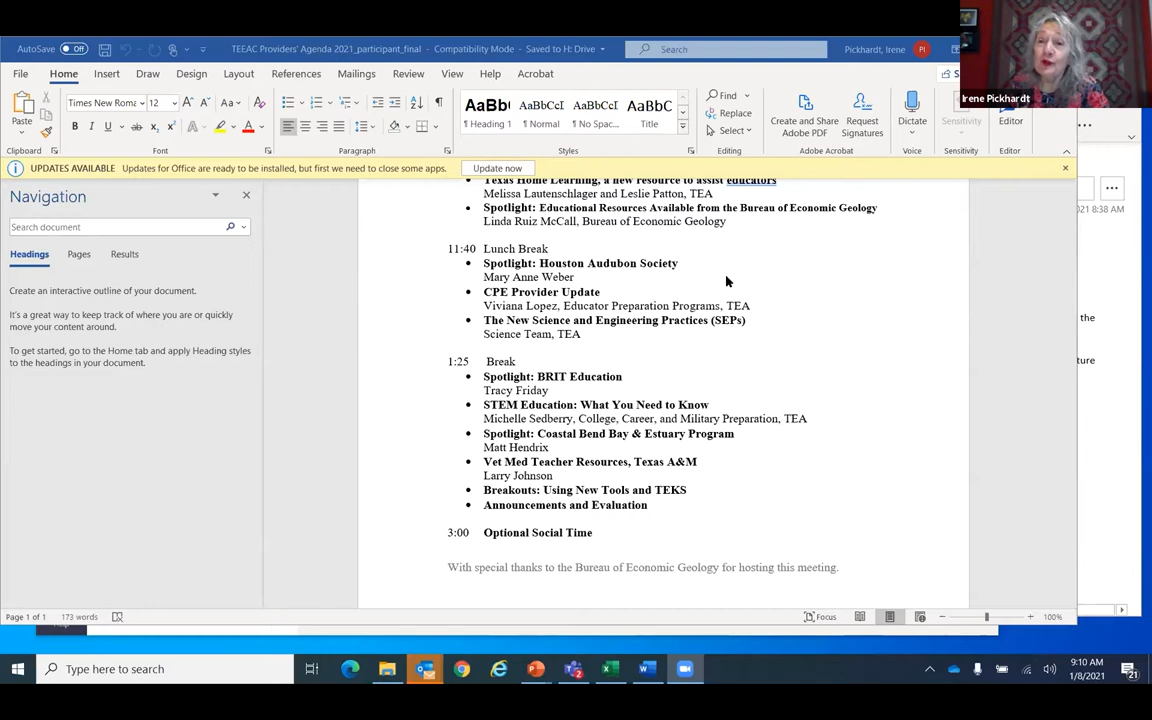 AutoSave Off
TEEAC Providers' Agenda 2021_participant_final - Compatibility Mode - Saved to H: Drive
Search
Pickhardt, Irene PI
Irene Pickhardt
File Home Insert Draw Design Layout References Mailings Review View Help Acrobat
Times New Roma 12 Aa
AaBb( AaBbCcI AaBbCcI AaBb(
Find
Paste
Replace
Create and Share Adobe PDF
Request Signatures
Dictate
Sensitivity
Editor
B I U ab x2 x2 A A
¶ Heading 1 ¶ Normal ¶ No Spac... Title
Select
Clipboard Font Paragraph Styles Editing Adobe Acrobat Voice Sensitivity Editor
UPDATES AVAILABLE Updates for Office are ready to be installed, but first we need to close some apps. Update now
Navigation
Search document
Headings Pages Results
Create an interactive outline of your document.
It's a great way to keep track of where you are or quickly
move your content around.
To get started, go to the Home tab and apply Heading styles
to the headings in your document.
• Texas Home Learning, a new resource to assist educators
Melissa Lautenschlager and Leslie Patton, TEA
• Spotlight: Educational Resources Available from the Bureau of Economic Geology
Linda Ruiz McCall, Bureau of Economic Geology
11:40 Lunch Break
• Spotlight: Houston Audubon Society
Mary Anne Weber
• CPE Provider Update
Viviana Lopez, Educator Preparation Programs, TEA
• The New Science and Engineering Practices (SEPs)
Science Team, TEA
1:25 Break
• Spotlight: BRIT Education
Tracy Friday
• STEM Education: What You Need to Know
Michelle Sedberry, College, Career, and Military Preparation, TEA
• Spotlight: Coastal Bend Bay & Estuary Program
Matt Hendrix
• Vet Med Teacher Resources, Texas A&M
Larry Johnson
• Breakouts: Using New Tools and TEKS
• Announcements and Evaluation
3:00 Optional Social Time
With special thanks to the Bureau of Economic Geology for hosting this meeting.
021 8:38 AM
the
ture
Page 1 of 1 173 words
Focus
100%
Type here to search
9:10 AM
1/8/2021
21